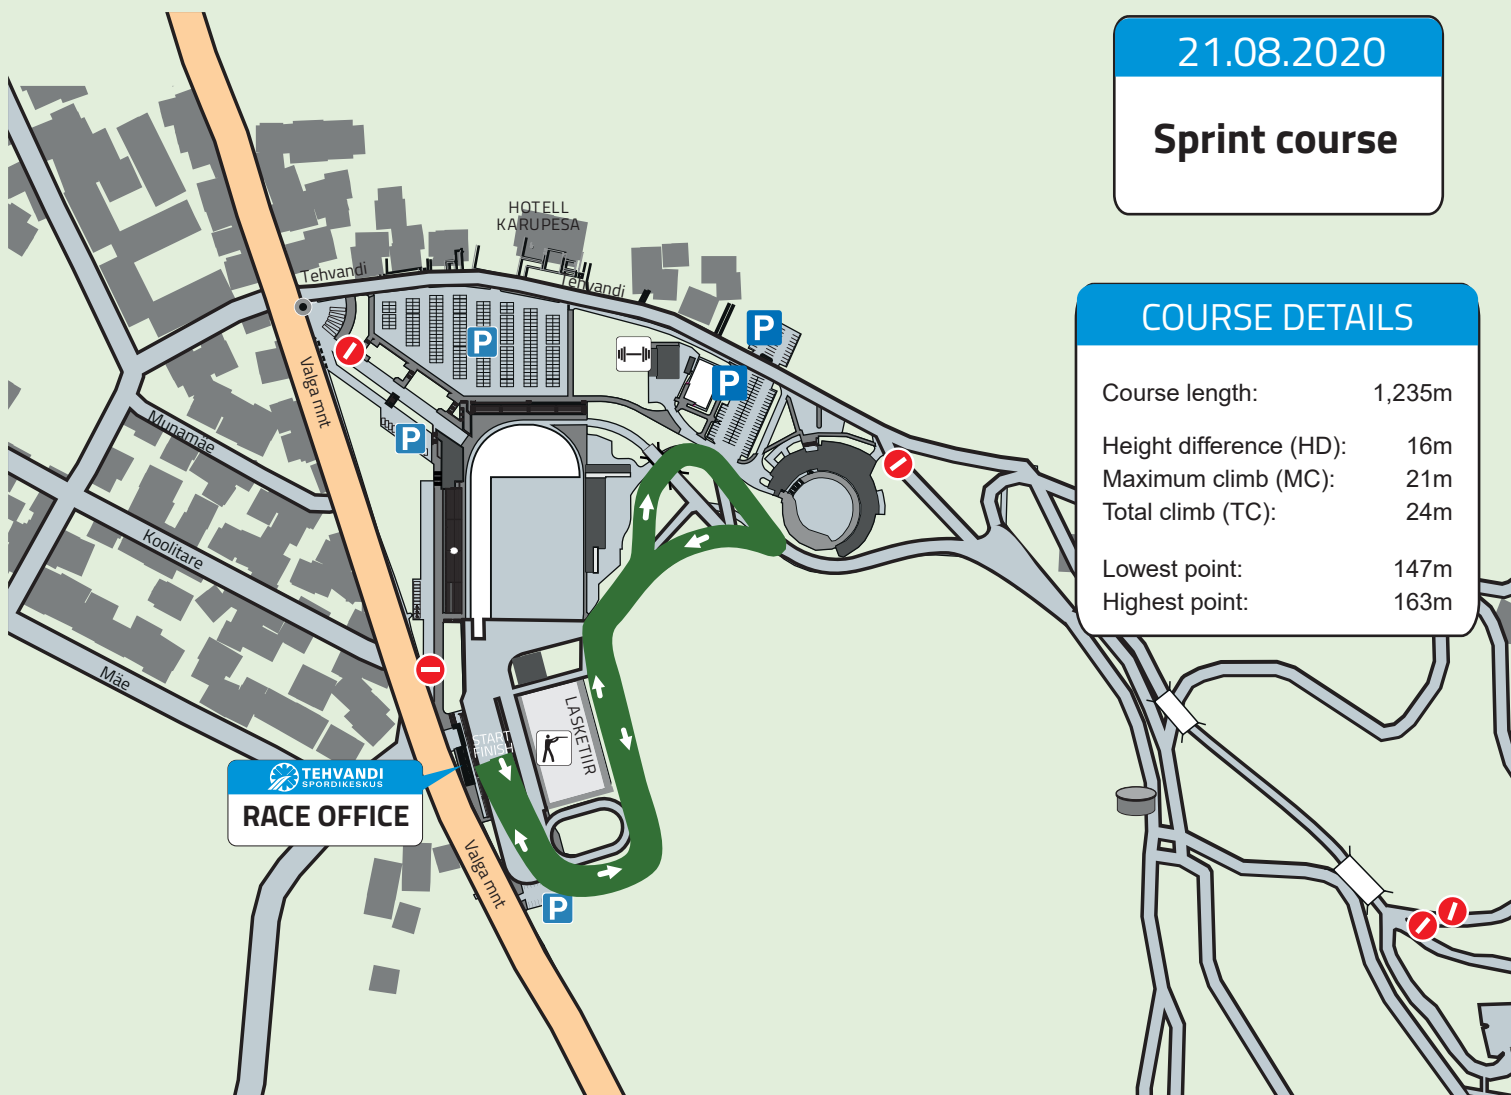 21.08.2020
Sprint course
HOTELL
KARUPESA
Tehvandi
Tehvandi
P
P
P
P
COURSE DETAILS
Course length: 1,235m
Height difference (HD): 16m
Maximum climb (MC): 21m
Total climb (TC): 24m
Lowest point: 147m
Highest point: 163m
Valga mnt
Munamäe
Koolitare
Mäe
LASKETIIR
START
FINISH
TEHVANDI
SPORDIKESKUS
RACE OFFICE
Valga mnt
P